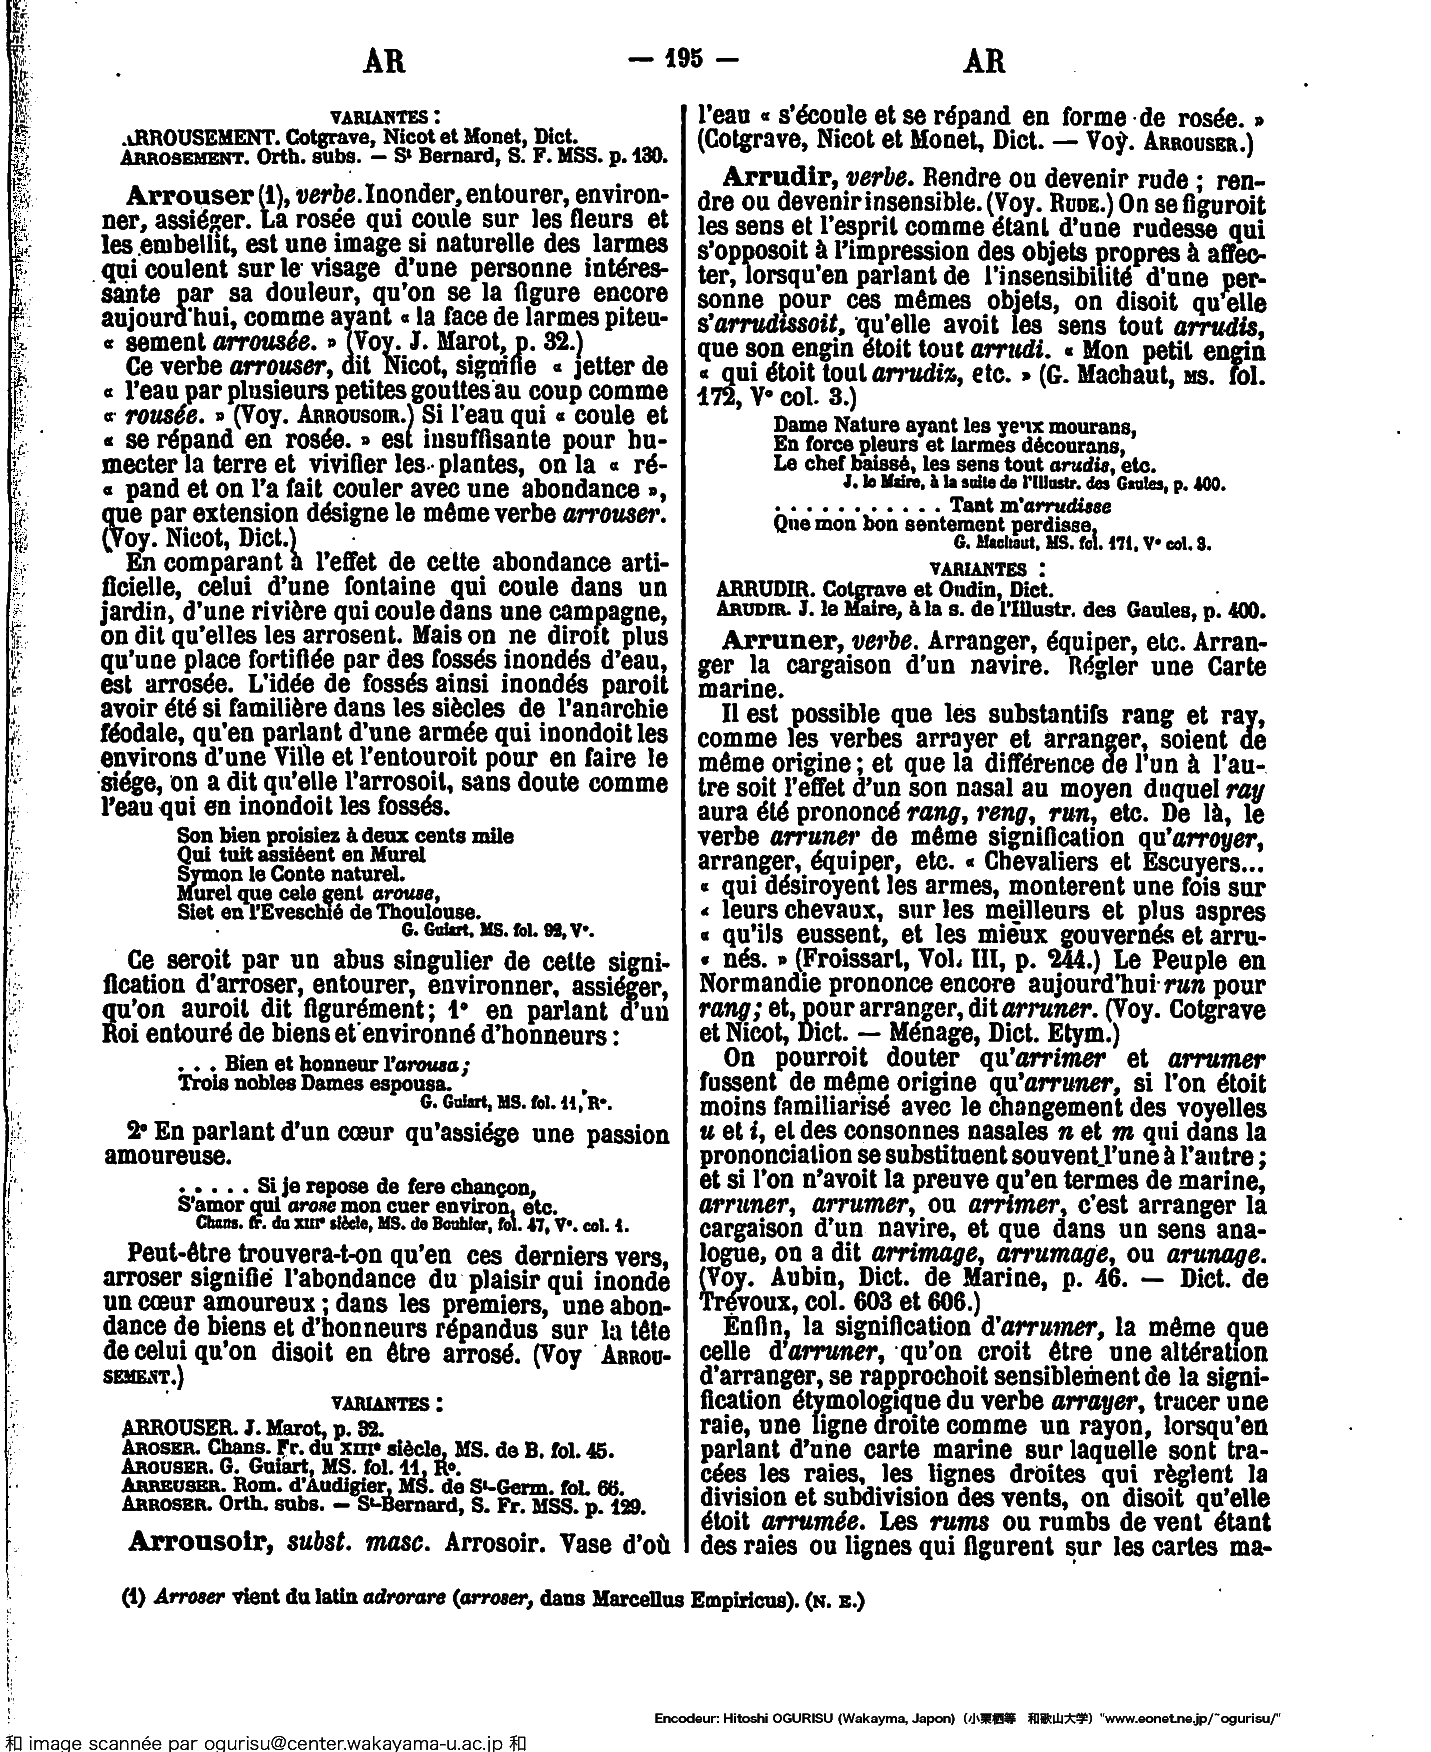 AR
— 195 —
AR
VARIANTES :
ARROUSEMENT. Cotgrave, Nicot et Monet, Dict.
ARROSEMENT. Orth. subs. — St Bernard, S. F. MSS. p. 130.
Arrouser (1), verbe. Inonder, entourer, environ-
ner, assiéger. La rosée qui coule sur les fleurs et
les embellit, est une image si naturelle des larmes
qui coulent sur le visage d'une personne intéres-
sante par sa douleur, qu'on se la figure encore
aujourd'hui, comme ayant « la face de larmes piteu-
« sement arrousée. » (Voy. J. Marot, p. 32.)
Ce verbe arrouser, dit Nicot, signifie « jetter de
« l'eau par plusieurs petites gouttes au coup comme
« rousée. » (Voy. ARROUSOIR.) Si l'eau qui « coule et
« se répand en rosée. » est insuffisante pour hu-
mecter la terre et vivifier les plantes, on la « ré-
« pand et on l'a fait couler avec une abondance »,
que par extension désigne le même verbe arrouser.
(Voy. Nicot, Dict.)
En comparant à l'effet de cette abondance arti-
ficielle, celui d'une fontaine qui coule dans un
jardin, d'une rivière qui coule dans une campagne,
on dit qu'elles les arrosent. Mais on ne diroit plus
qu'une place fortifiée par des fossés inondés d'eau,
est arrosée. L'idée de fossés ainsi inondés paroit
avoir été si familière dans les siècles de l'anarchie
féodale, qu'en parlant d'une armée qui inondoit les
environs d'une Ville et l'entouroit pour en faire le
siége, on a dit qu'elle l'arrosoit, sans doute comme
l'eau qui en inondoit les fossés.
Son bien proisiez à deux cents mile
Qui tuit assiéent en Murel
Symon le Conte naturel.
Murel que cele gent arouse,
Siet en l'Eveschié de Thoulouse.
G. Guiart, MS. fol. 92, V°.
Ce seroit par un abus singulier de cette signi-
fication d'arroser, entourer, environner, assiéger,
qu'on auroit dit figurément ; 1° en parlant d'un
Roi entouré de biens et environné d'honneurs :
. . . Bien et honneur l'arousa ;
Trois nobles Dames espousa.
G. Guiart, MS. fol. 11, R°.
2° En parlant d'un cœur qu'assiége une passion
amoureuse.
. . . . . Si je repose de fere chançon,
S'amor qui arose mon cuer environ, etc.
Chans. fr. du XIIIe siècle, MS. de Bouhier, fol. 47, V°. col. 1.
Peut-être trouvera-t-on qu'en ces derniers vers,
arroser signifie l'abondance du plaisir qui inonde
un cœur amoureux ; dans les premiers, une abon-
dance de biens et d'honneurs répandus sur la tête
de celui qu'on disoit en être arrosé. (Voy ARROU-
SEMENT.)
VARIANTES :
ARROUSER. J. Marot, p. 32.
AROSER. Chans. Fr. du XIIIe siècle, MS. de B. fol. 45.
AROUSER. G. Guiart, MS. fol. 11, R°.
ARREUSER. Rom. d'Audigier, MS. de St-Germ. fol. 66.
ARROSER. Orth. subs. — St-Bernard, S. Fr. MSS. p. 129.
Arrousoir, subst. masc. Arrosoir. Vase d'où
l'eau « s'écoule et se répand en forme de rosée. »
(Cotgrave, Nicot et Monet, Dict. — Voy. ARROUSER.)
Arrudir, verbe. Rendre ou devenir rude ; ren-
dre ou devenir insensible. (Voy. RUDE.) On se figuroit
les sens et l'esprit comme étant d'une rudesse qui
s'opposoit à l'impression des objets propres à affec-
ter, lorsqu'en parlant de l'insensibilité d'une per-
sonne pour ces mêmes objets, on disoit qu'elle
s'arrudissoit, qu'elle avoit les sens tout arrudis,
que son engin étoit tout arrudi. « Mon petit engin
« qui étoit tout arrudiz, etc. » (G. Machaut, MS. fol.
172, V° col. 3.)
Dame Nature ayant les yeux mourans,
En force pleurs et larmes décourans,
Le chef baissé, les sens tout arudis, etc.
J. le Maire, à la suite de l'Illustr. des Gaules, p. 400.
. . . . . . . . . . . Tant m'arrudisse
Que mon bon sentement perdisse,
G. Machaut, MS. fol. 171, V° col. 3.
VARIANTES :
ARRUDIR. Cotgrave et Oudin, Dict.
ARUDIR. J. le Maire, à la s. de l'Illustr. des Gaules, p. 400.
Arruner, verbe. Arranger, équiper, etc. Arran-
ger la cargaison d'un navire. Régler une Carte
marine.
Il est possible que les substantifs rang et ray,
comme les verbes arrayer et arranger, soient de
même origine ; et que la différence de l'un à l'au-
tre soit l'effet d'un son nasal au moyen duquel ray
aura été prononcé rang, reng, run, etc. De là, le
verbe arruner de même signification qu'arroyer,
arranger, équiper, etc. « Chevaliers et Escuyers...
« qui désiroyent les armes, monterent une fois sur
« leurs chevaux, sur les meilleurs et plus aspres
« qu'ils eussent, et les mieux gouvernés et arru-
« nés. » (Froissart, Vol. III, p. 244.) Le Peuple en
Normandie prononce encore aujourd'hui run pour
rang ; et, pour arranger, dit arruner. (Voy. Cotgrave
et Nicot, Dict. — Ménage, Dict. Etym.)
On pourroit douter qu'arrimer et arrumer
fussent de même origine qu'arruner, si l'on étoit
moins familiarisé avec le changement des voyelles
u et i, et des consonnes nasales n et m qui dans la
prononciation se substituent souvent l'une à l'autre ;
et si l'on n'avoit la preuve qu'en termes de marine,
arruner, arrumer, ou arrimer, c'est arranger la
cargaison d'un navire, et que dans un sens ana-
logue, on a dit arrimage, arrumage, ou arunage.
(Voy. Aubin, Dict. de Marine, p. 46. — Dict. de
Trévoux, col. 603 et 606.)
Enfin, la signification d'arrumer, la même que
celle d'arruner, qu'on croit être une altération
d'arranger, se rapprochoit sensiblement de la signi-
fication étymologique du verbe arrayer, tracer une
raie, une ligne droite comme un rayon, lorsqu'en
parlant d'une carte marine sur laquelle sont tra-
cées les raies, les lignes droites qui règlent la
division et subdivision des vents, on disoit qu'elle
étoit arrumée. Les rums ou rumbs de vent étant
des raies ou lignes qui figurent sur les cartes ma-
(1) Arroser vient du latin adrorare (arroser, dans Marcellus Empiricus). (N. E.)
Encodeur: Hitoshi OGURISU (Wakayma, Japon) (小栗栖等 和歌山大学) "www.eonet.ne.jp/~ogurisu/"
和 image scannée par ogurisu@center.wakayama-u.ac.jp 和